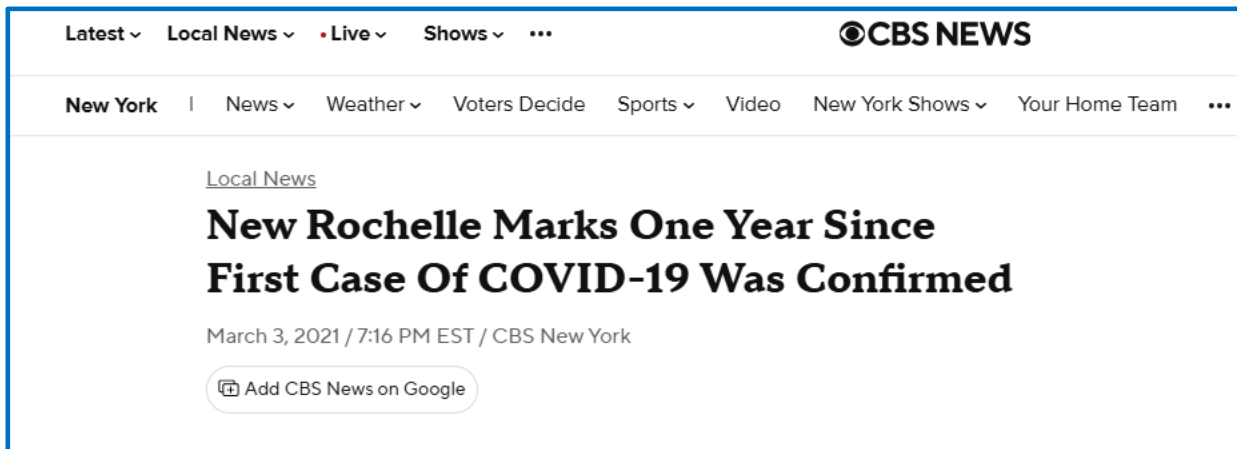 Latest Local News • Live Shows •••
CBS NEWS
New York | News Weather Voters Decide Sports Video New York Shows Your Home Team •••
Local News
New Rochelle Marks One Year Since
First Case Of COVID-19 Was Confirmed
March 3, 2021 / 7:16 PM EST / CBS New York
Add CBS News on Google